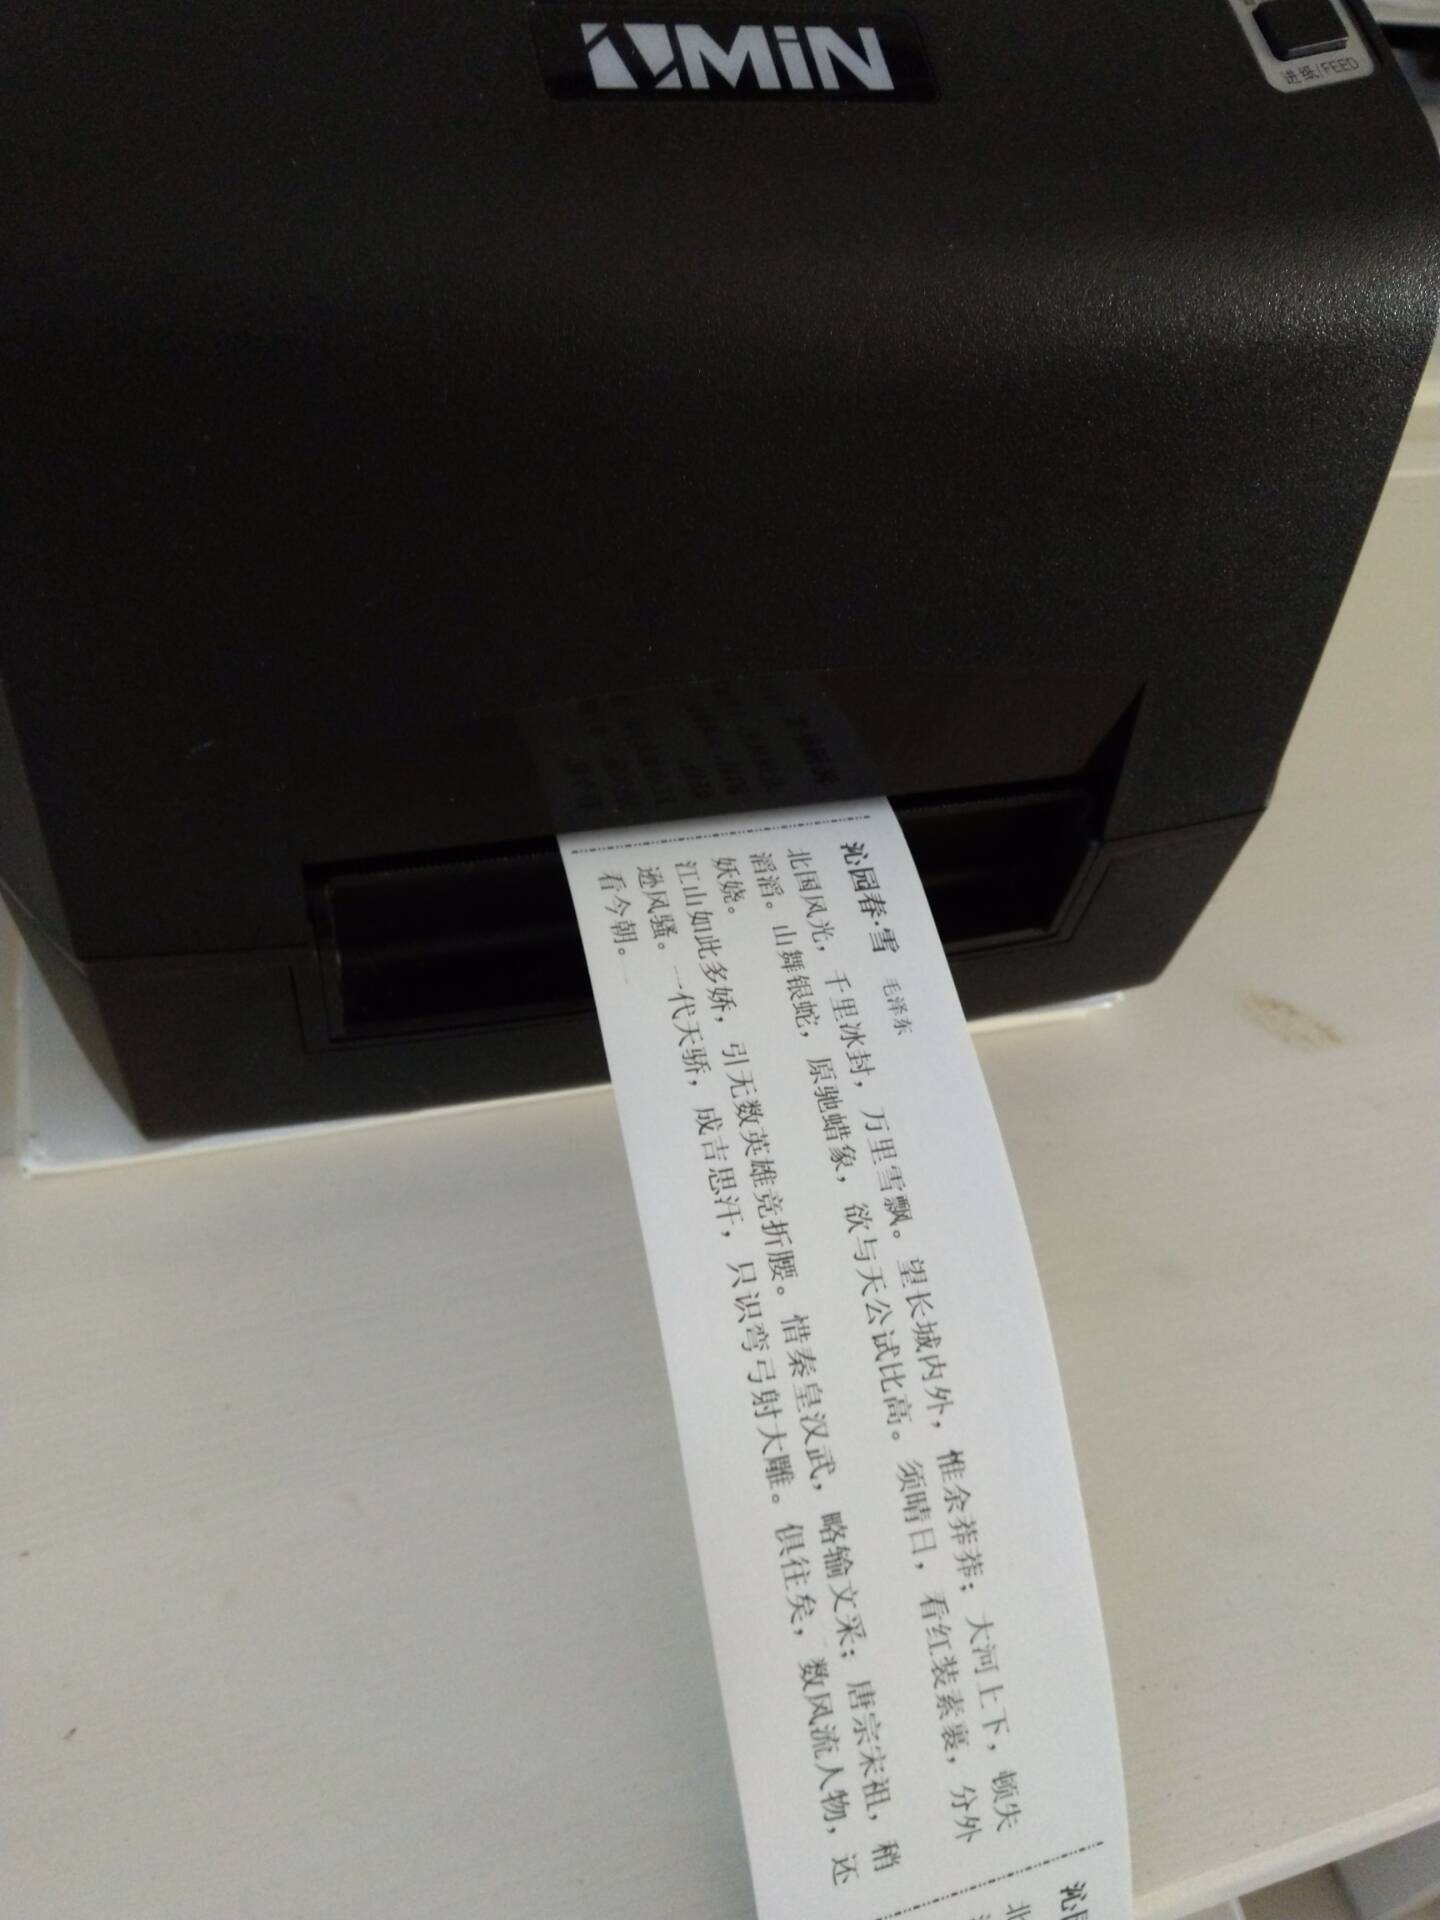 QMIN
进纸/FEED
沁园春·雪 毛泽东
北国风光，千里冰封，万里雪飘。望长城内外，惟余莽莽；大河上下，顿失
滔滔。山舞银蛇，原驰蜡象，欲与天公试比高。须晴日，看红装素裹，分外
妖娆。
江山如此多娇，引无数英雄竞折腰。惜秦皇汉武，略输文采；唐宗宋祖，稍
逊风骚。一代天骄，成吉思汗，只识弯弓射大雕。俱往矣，数风流人物，还
看今朝。
沁
北